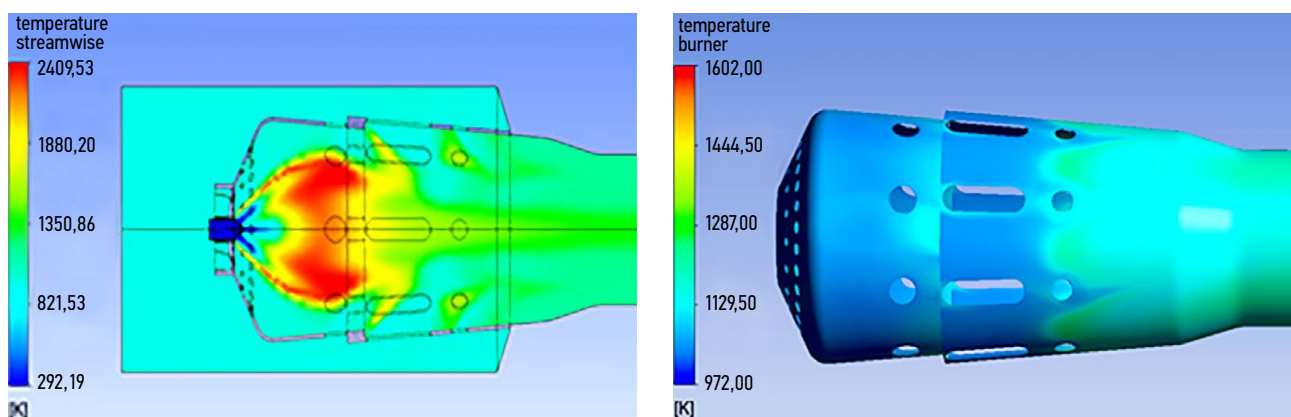 temperature
streamwise
2409,53
1880,20
1350,86
821,53
292,19
[K]
temperature
burner
1602,00
1444,50
1287,00
1129,50
972,00
[K]